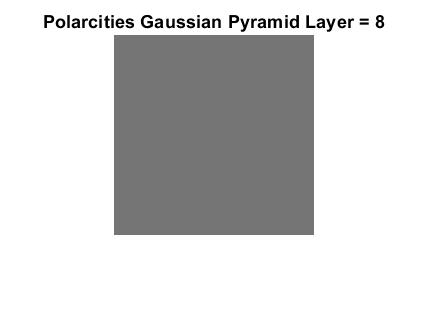 Polarcities Gaussian Pyramid Layer = 8